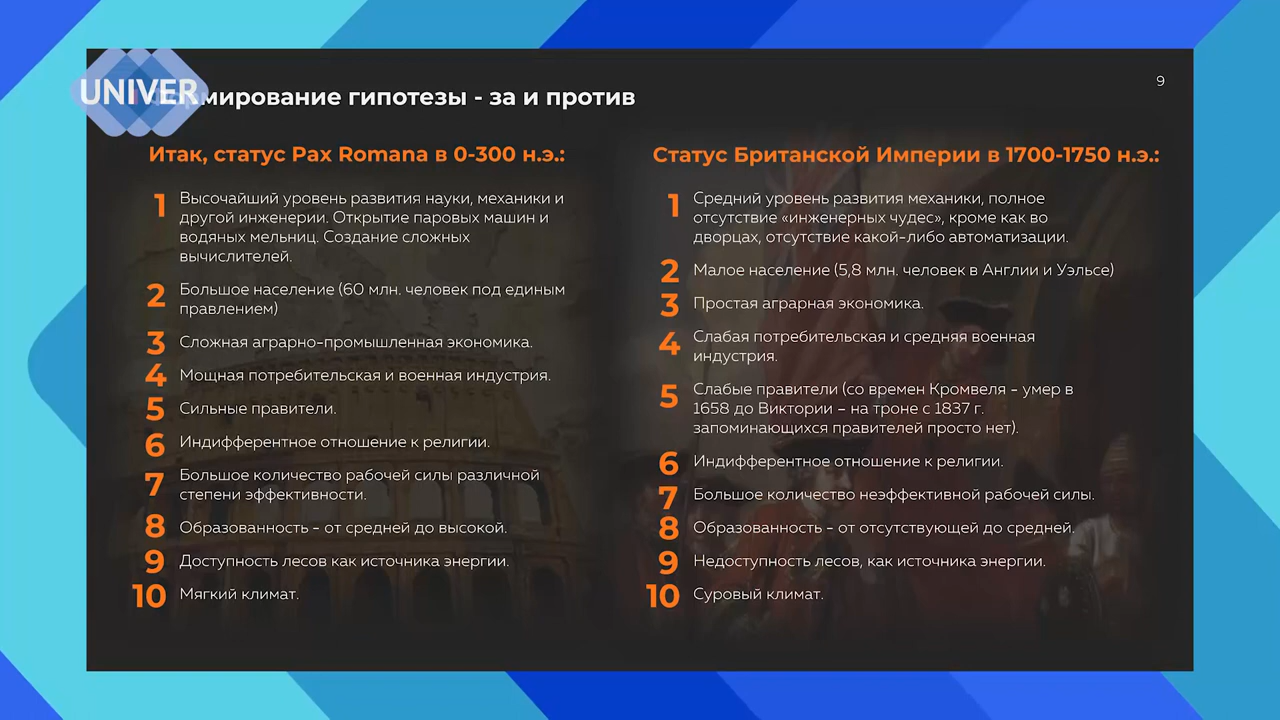 UNIVER
9
Формирование гипотезы - за и против
Итак, статус Pax Romana в 0-300 н.э.:
1 Высочайший уровень развития науки, механики и
другой инженерии. Открытие паровых машин и
водяных мельниц. Создание сложных
вычислителей.
2 Большое население (60 млн. человек под единым
правлением)
3 Сложная аграрно-промышленная экономика.
4 Мощная потребительская и военная индустрия.
5 Сильные правители.
6 Индифферентное отношение к религии.
7 Большое количество рабочей силы различной
степени эффективности.
8 Образованность - от средней до высокой.
9 Доступность лесов как источника энергии.
10 Мягкий климат.
Статус Британской Империи в 1700-1750 н.э.:
1 Средний уровень развития механики, полное
отсутствие «инженерных чудес», кроме как во
дворцах, отсутствие какой-либо автоматизации.
2 Малое население (5,8 млн. человек в Англии и Уэльсе)
3 Простая аграрная экономика.
4 Слабая потребительская и средняя военная
индустрия.
5 Слабые правители (со времен Кромвеля - умер в
1658 до Виктории – на троне с 1837 г.
запоминающихся правителей просто нет).
6 Индифферентное отношение к религии.
7 Большое количество неэффективной рабочей силы.
8 Образованность - от отсутствующей до средней.
9 Недоступность лесов, как источника энергии.
10 Суровый климат.